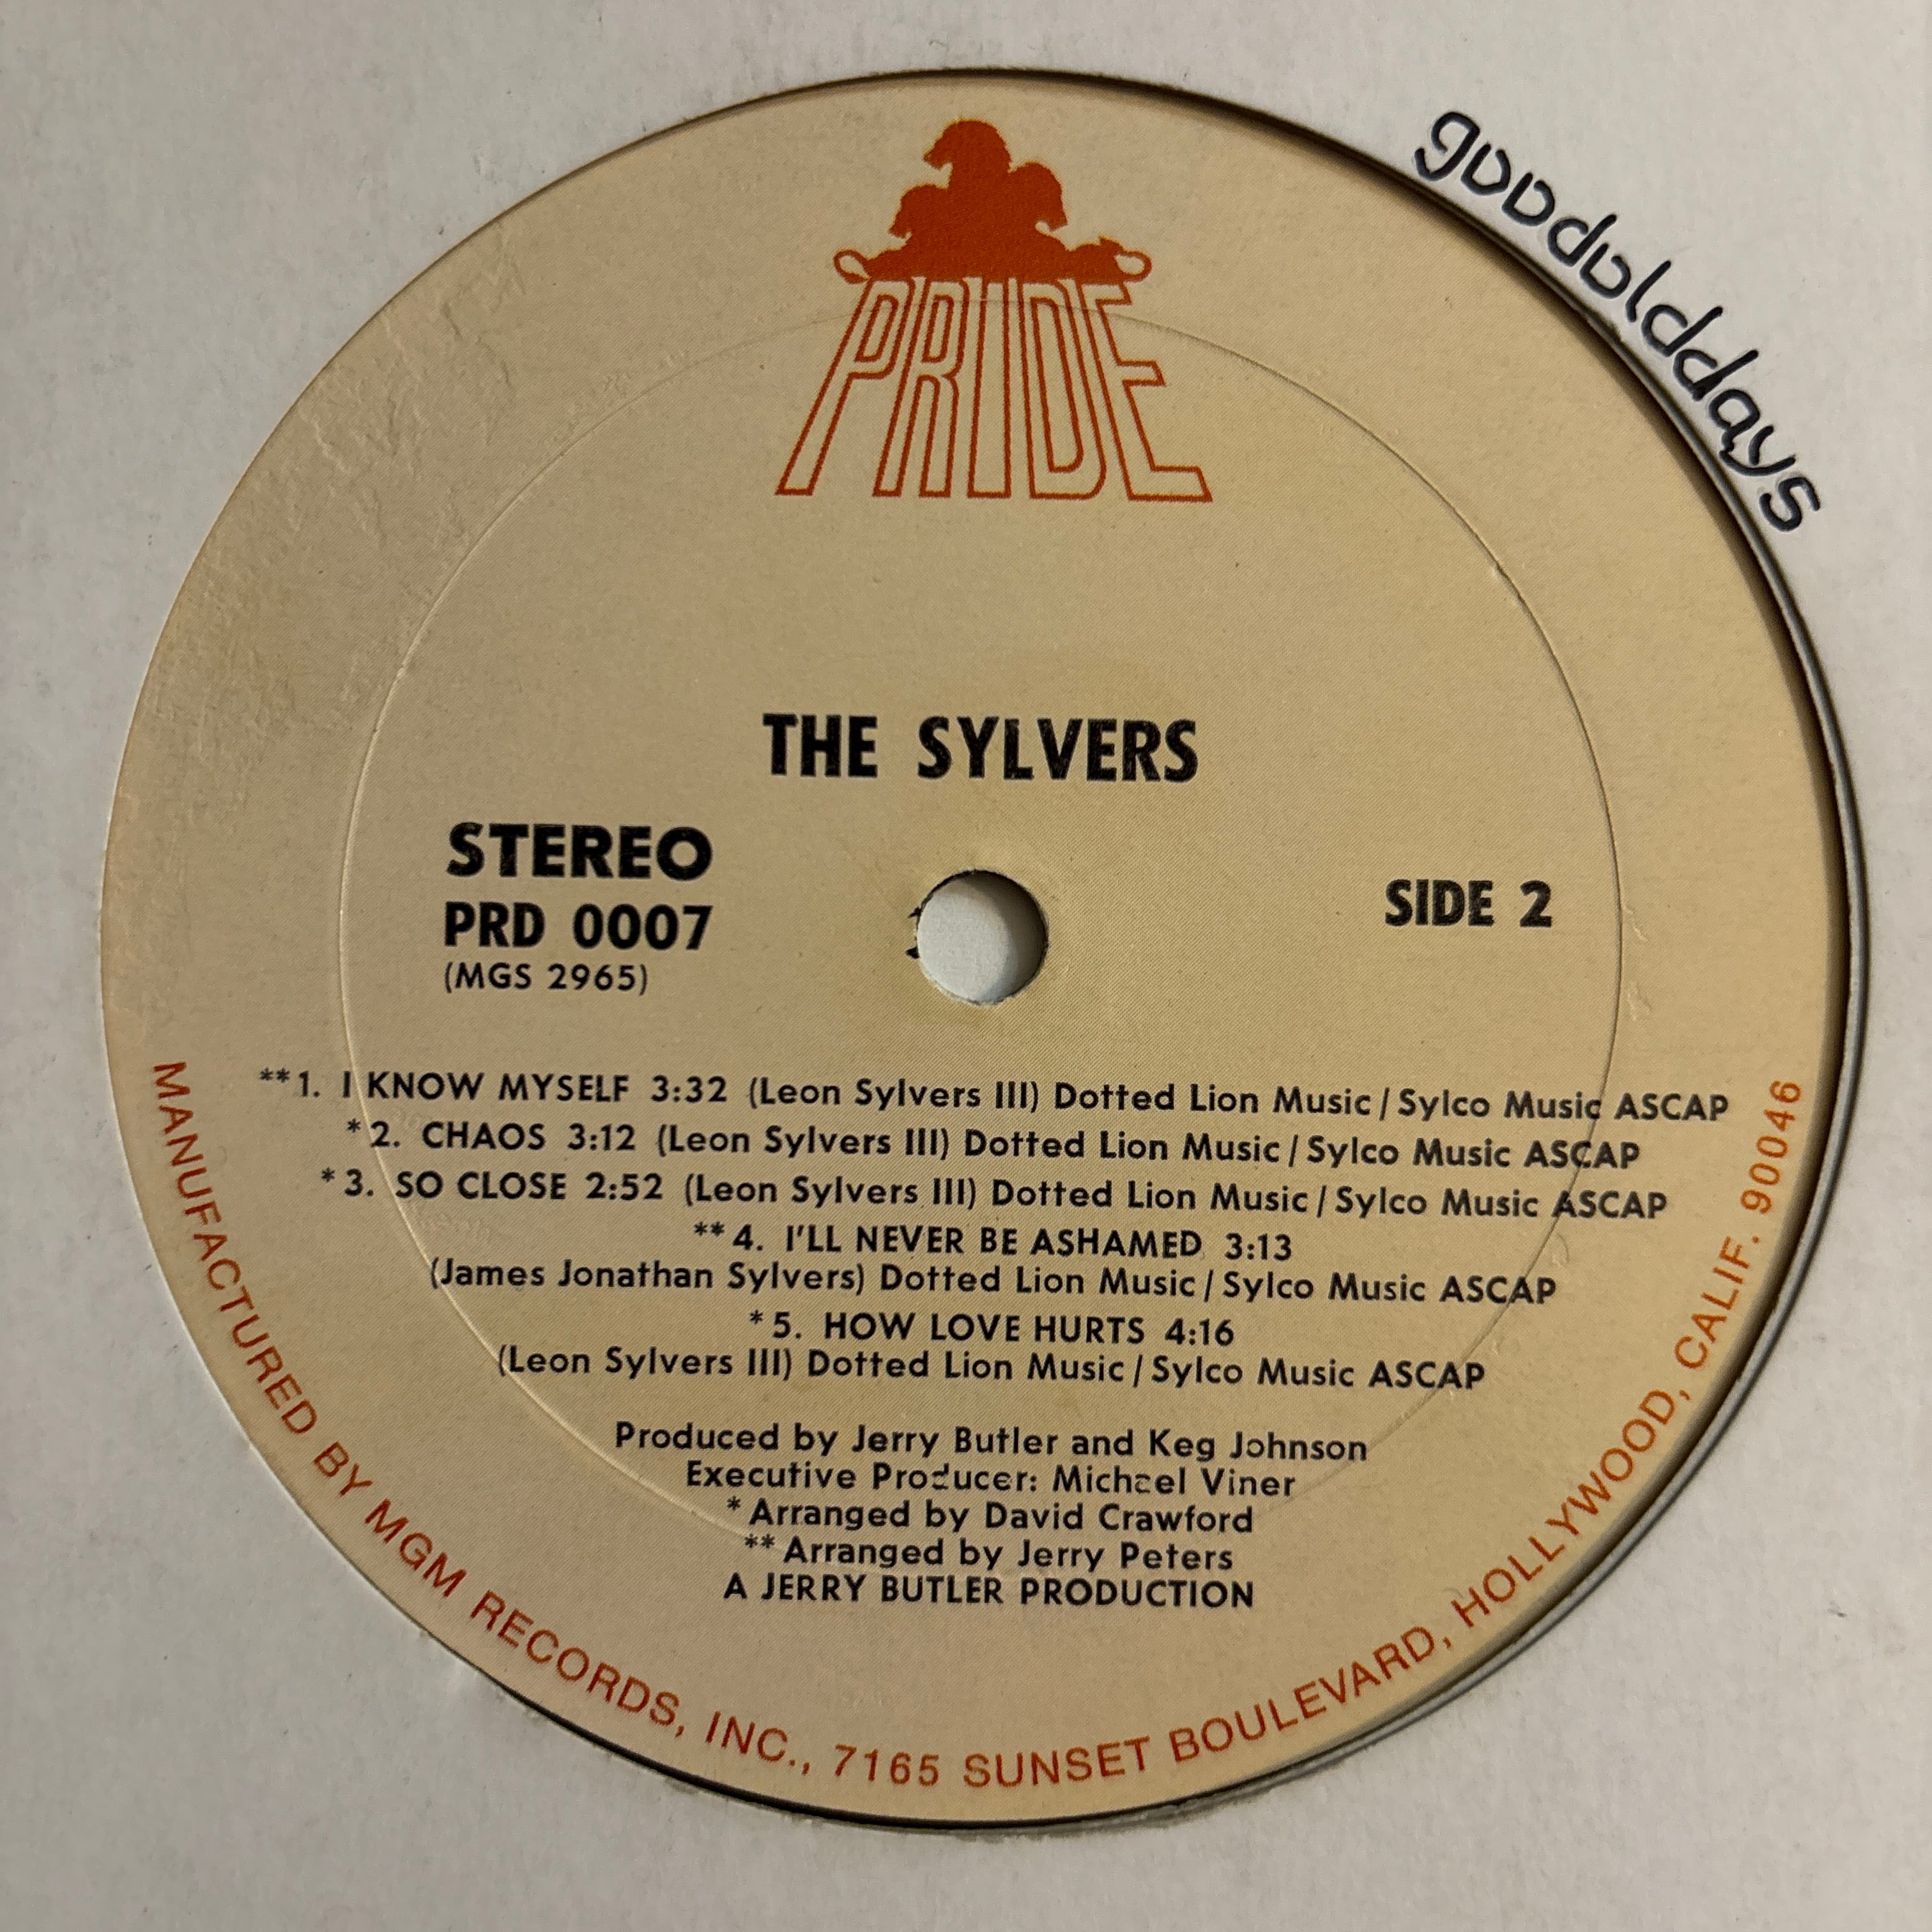 goodolddays
PRIDE
THE SYLVERS
STEREO
PRD 0007
(MGS 2965)
SIDE 2
**1. I KNOW MYSELF 3:32 (Leon Sylvers III) Dotted Lion Music/Sylco Music ASCAP
*2. CHAOS 3:12 (Leon Sylvers III) Dotted Lion Music/Sylco Music ASCAP
*3. SO CLOSE 2:52 (Leon Sylvers III) Dotted Lion Music/Sylco Music ASCAP
**4. I'LL NEVER BE ASHAMED 3:13
(James Jonathan Sylvers) Dotted Lion Music/Sylco Music ASCAP
*5. HOW LOVE HURTS 4:16
(Leon Sylvers III) Dotted Lion Music/Sylco Music ASCAP
Produced by Jerry Butler and Keg Johnson
Executive Producer: Michael Viner
*Arranged by David Crawford
**Arranged by Jerry Peters
A JERRY BUTLER PRODUCTION
MANUFACTURED BY MGM RECORDS, INC., 7165 SUNSET BOULEVARD, HOLLYWOOD, CALIF. 90046